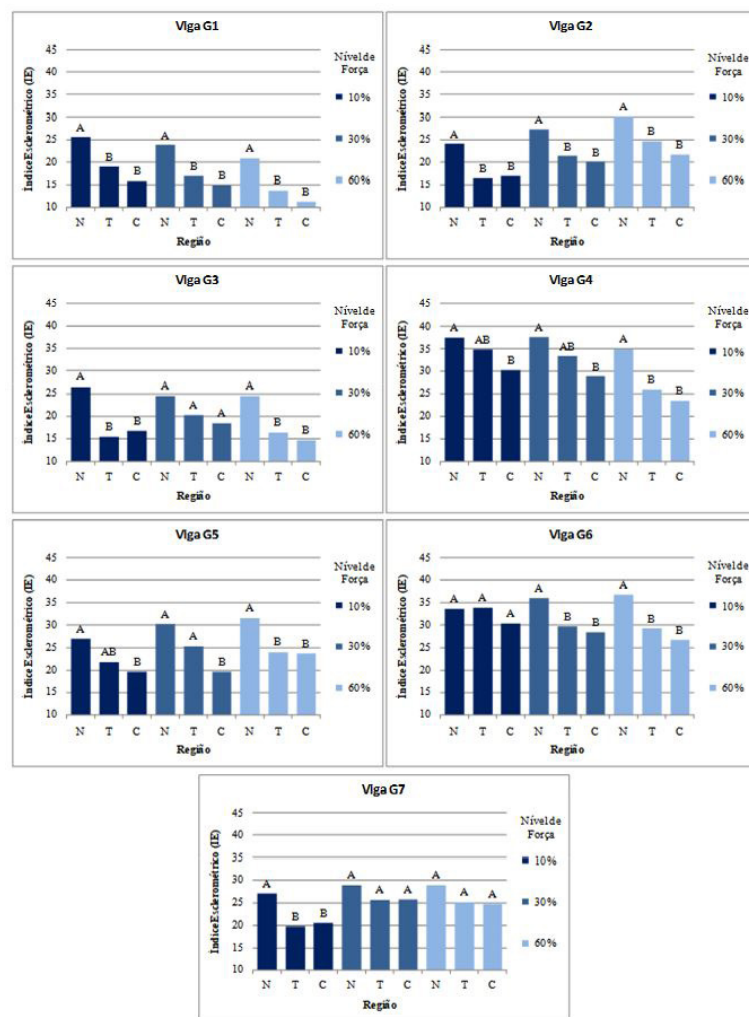 Viga G1
Índice Esclerométrico (IE)
45
40
35
30
25
20
15
10
A
B
B
A
B
B
A
B
B
N T C N T C N T C
Região
Nível de
Força
10%
30%
60%
Viga G2
Índice Esclerométrico (IE)
45
40
35
30
25
20
15
10
A
B
B
A
B
B
A
B
B
N T C N T C N T C
Região
Nível de
Força
10%
30%
60%
Viga G3
Índice Esclerométrico (IE)
45
40
35
30
25
20
15
10
A
B
B
A
A
A
A
B
B
N T C N T C N T C
Região
Nível de
Força
10%
30%
60%
Viga G4
Índice Esclerométrico (IE)
45
40
35
30
25
20
15
10
A
AB
B
A
AB
B
A
B
B
N T C N T C N T C
Região
Nível de
Força
10%
30%
60%
Viga G5
Índice Esclerométrico (IE)
45
40
35
30
25
20
15
10
A
AB
B
A
A
B
A
B
B
N T C N T C N T C
Região
Nível de
Força
10%
30%
60%
Viga G6
Índice Esclerométrico (IE)
45
40
35
30
25
20
15
10
A
A
A
A
B
B
A
B
B
N T C N T C N T C
Região
Nível de
Força
10%
30%
60%
Viga G7
Índice Esclerométrico (IE)
45
40
35
30
25
20
15
10
A
B
B
A
A
A
A
A
A
N T C N T C N T C
Região
Nível de
Força
10%
30%
60%